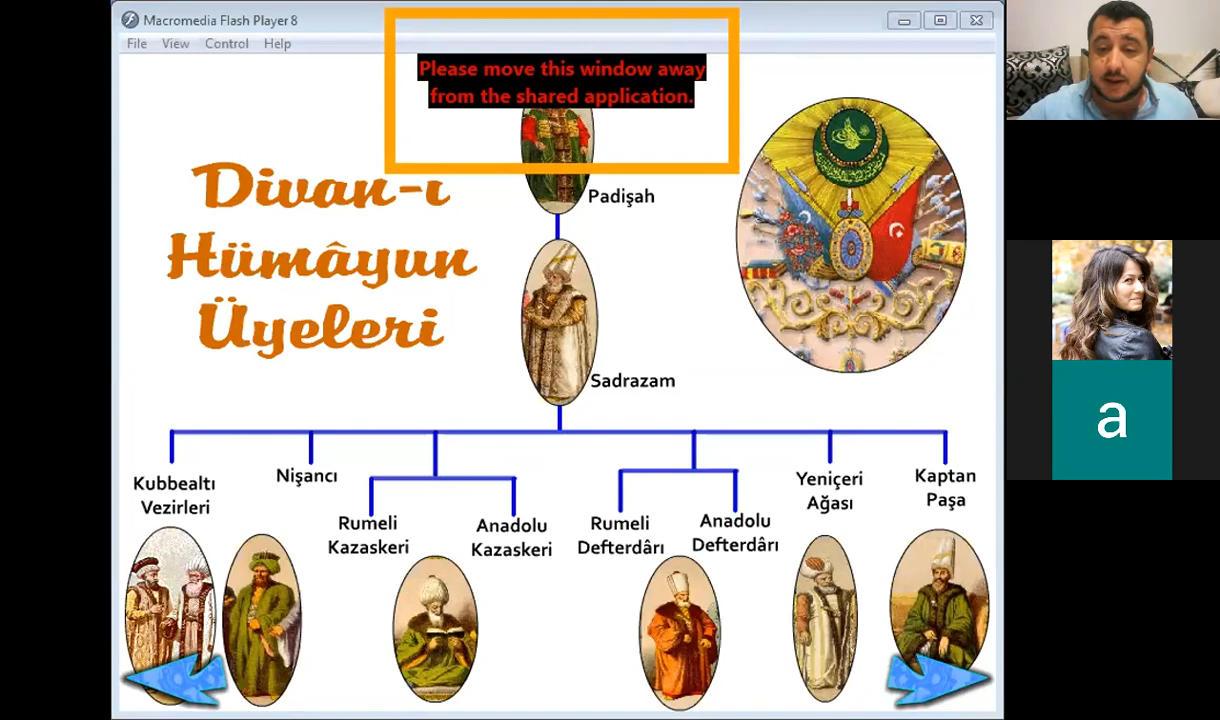 Macromedia Flash Player 8
File View Control Help
Please move this window away
from the shared application.
Divan-ı
Hümâyun
Üyeleri
Padişah
Sadrazam
Kubbealtı
Vezirleri
Nişancı
Rumeli
Kazaskeri
Anadolu
Kazaskeri
Rumeli
Defterdârı
Anadolu
Defterdârı
Yeniçeri
Ağası
Kaptan
Paşa
a